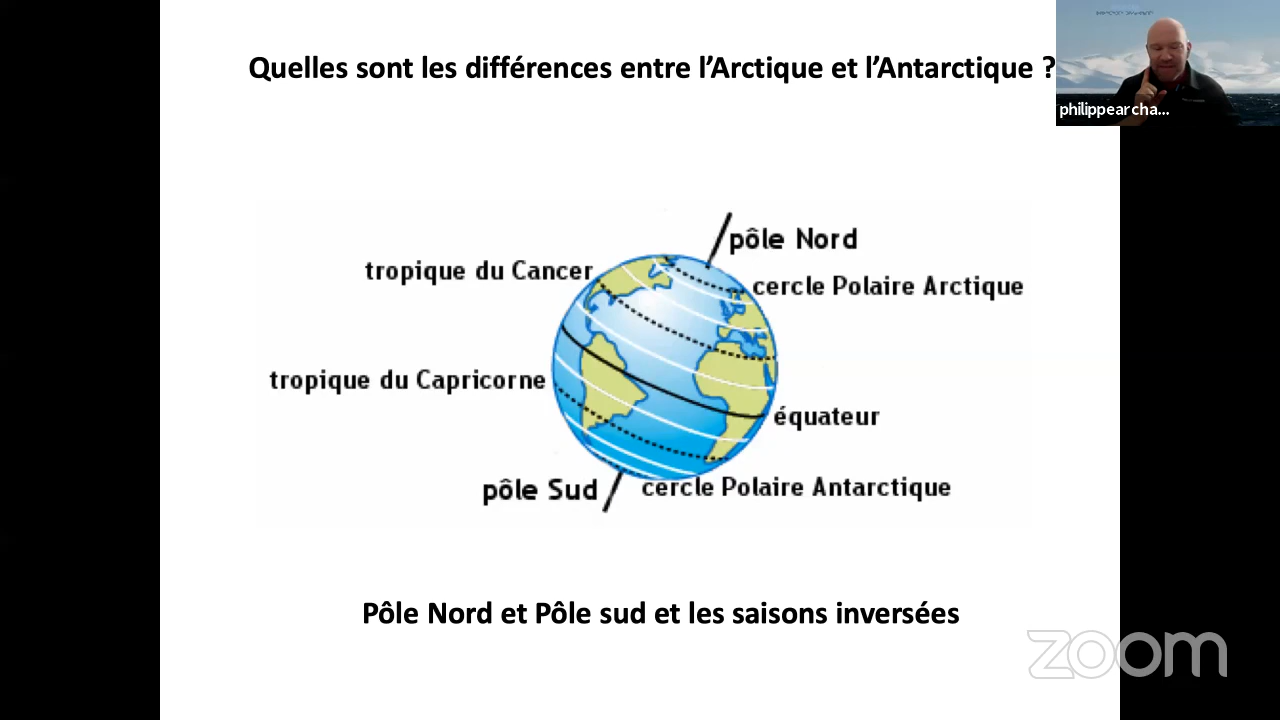 Quelles sont les différences entre l'Arctique et l'Antarctique ?
philippearcha...
pôle Nord
tropique du Cancer
cercle Polaire Arctique
tropique du Capricorne
équateur
pôle Sud
cercle Polaire Antarctique
Pôle Nord et Pôle sud et les saisons inversées
zoom